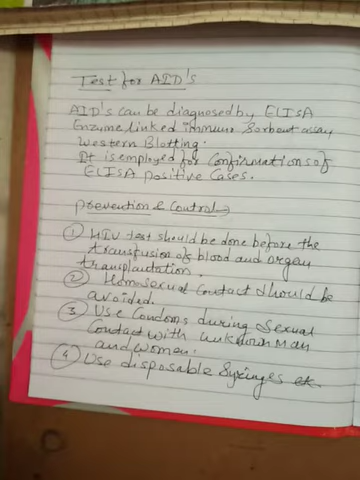 Test for AID's
AID's can be diagnosed by ELISA
Enzyme linked immun Sorbent assay
Western Blotting.
It is employed for Confirmations of
ELISA positive Cases.
Prevention & Control →
① HIV test should be done before the
transfusion of blood and orgen
transplantation.
② Homosexual Contact should be
avoided.
③ Use Condoms during Sexual
Contact with unknown Man
and women.
④ Use disposable Syringes etc.